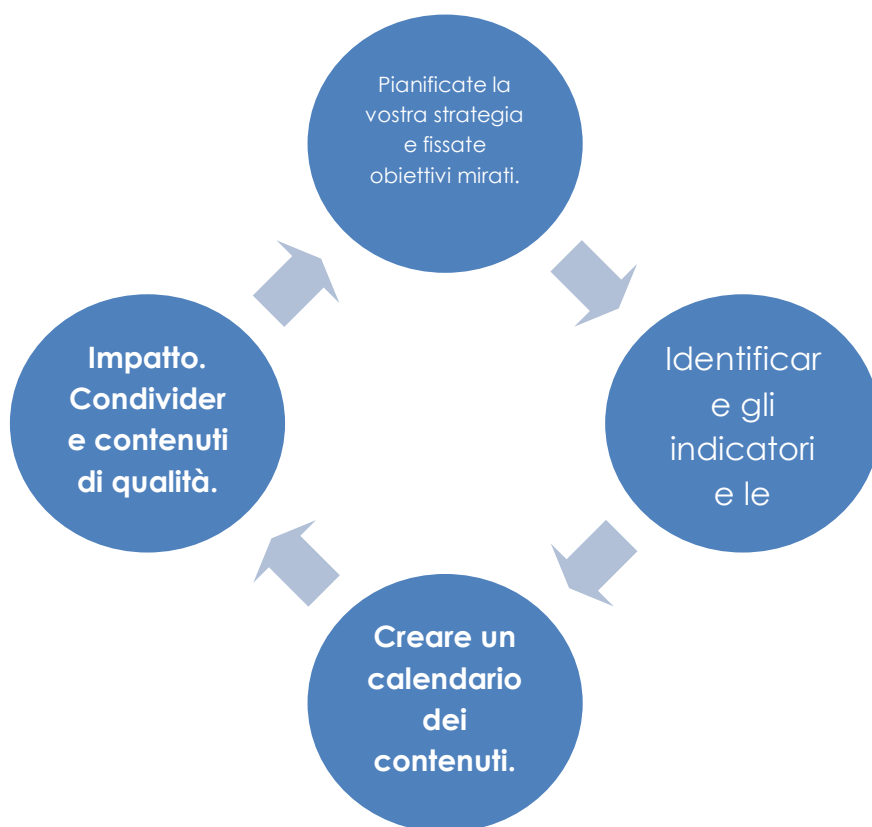 Pianificate la
vostra strategia
e fissate
obiettivi mirati.
Identificar
e gli
indicatori
e le
Creare un
calendario
dei
contenuti.
Impatto.
Condivider
e contenuti
di qualità.